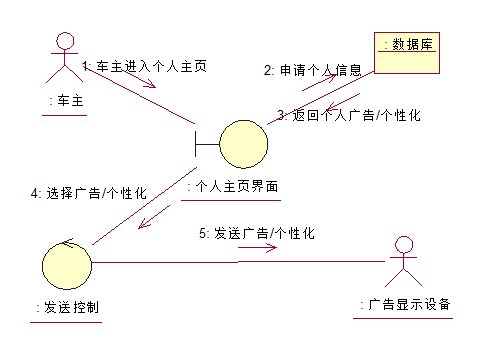 : 数据库
1: 车主进入个人主页
2: 申请个人信息
: 车主
3: 返回个人广告/个性化
4: 选择广告/个性化
: 个人主页界面
5: 发送广告/个性化
: 发送控制
: 广告显示设备